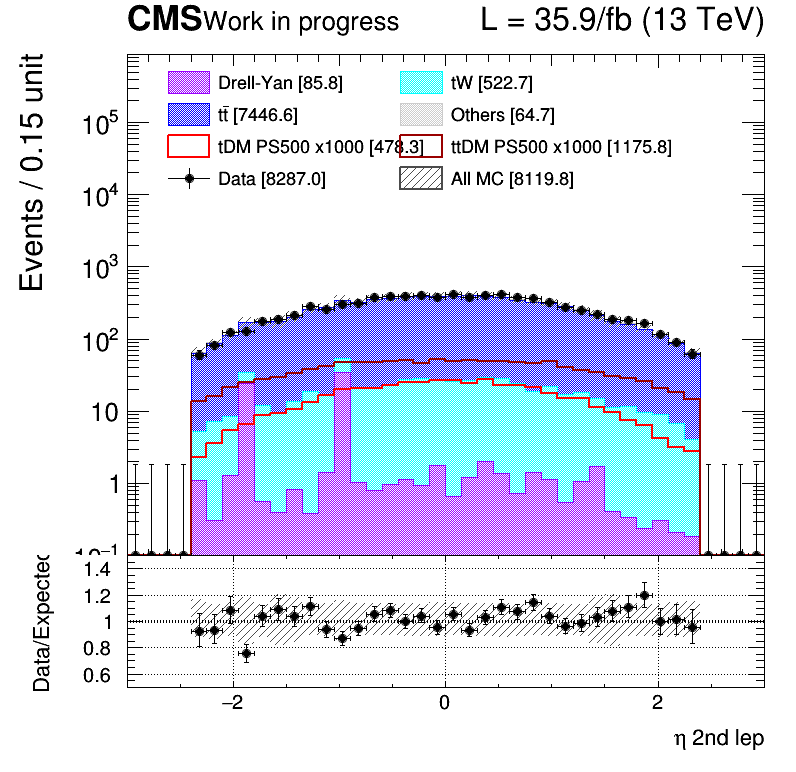 CMS Work in progress L = 35.9/fb (13 TeV)
Events / 0.15 unit
Drell-Yan [85.8] tW [522.7]
tt̄ [7446.6] Others [64.7]
tDM PS500 x1000 [478.3] ttDM PS500 x1000 [1175.8]
Data [8287.0] All MC [8119.8]
10⁵
10⁴
10³
10²
10
1
10⁻¹
Data/Expected
1.4
1.2
1
0.8
0.6
−2 0 2
η 2nd lep